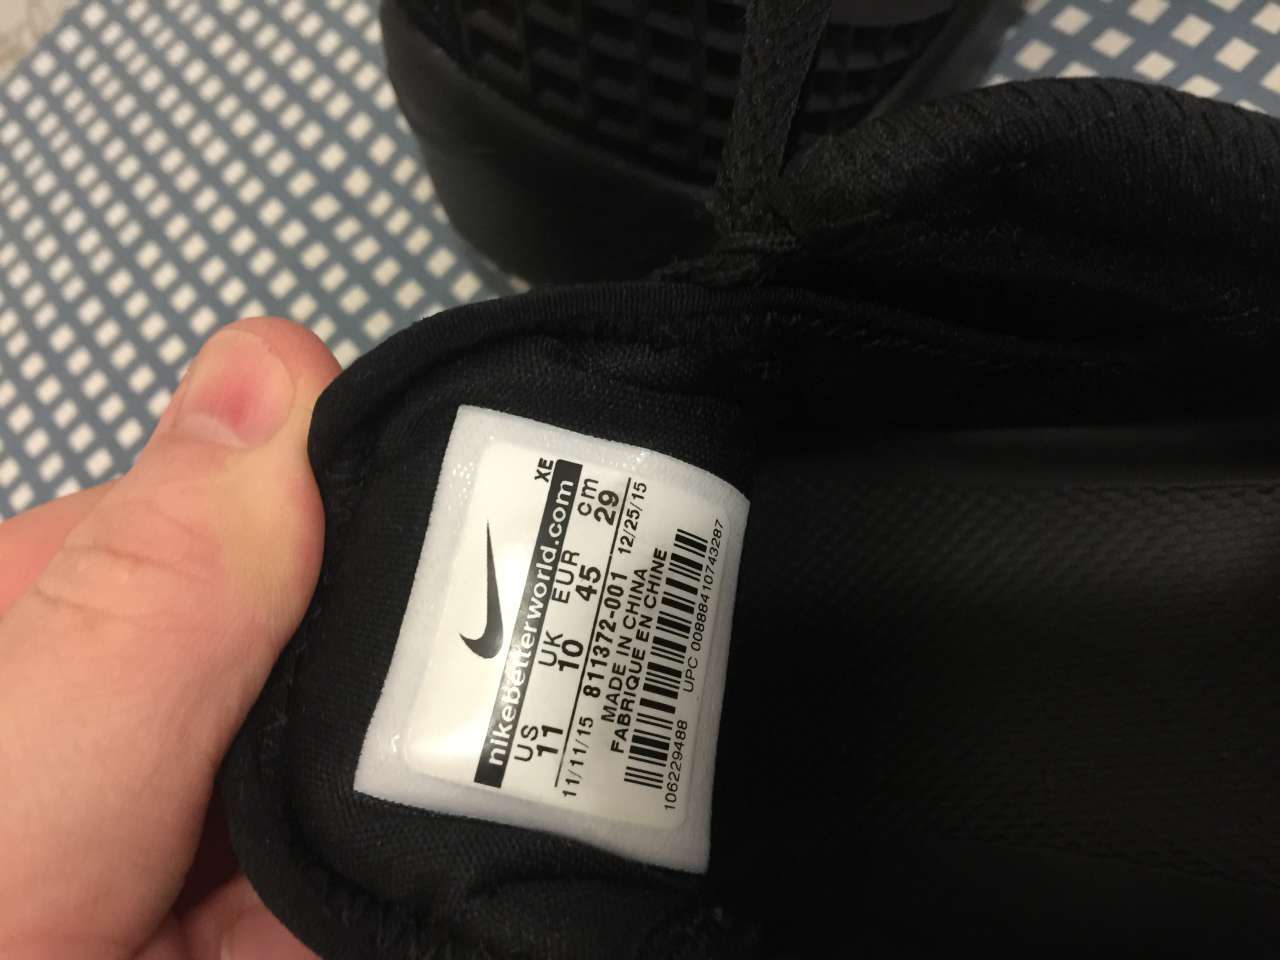 XE
nikebetterworld.com
US UK EUR cm
11 10 45 29
11/11/15 811372-001 12/25/15
MADE IN CHINA
FABRIQUE EN CHINE
106229488 UPC 00888410743287